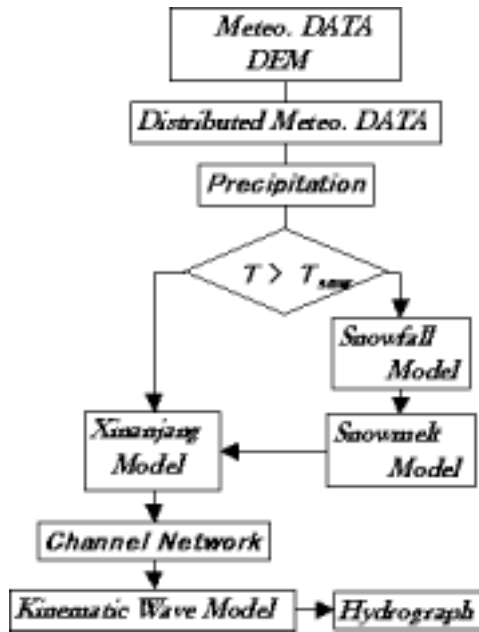 Meteo. DATA
DEM
Distributed Meteo. DATA
Precipitation
T > T
Snowfall
Model
Xinanjang
Model
Snowmelt
Model
Channel Network
Kinematic Wave Model
Hydrograph